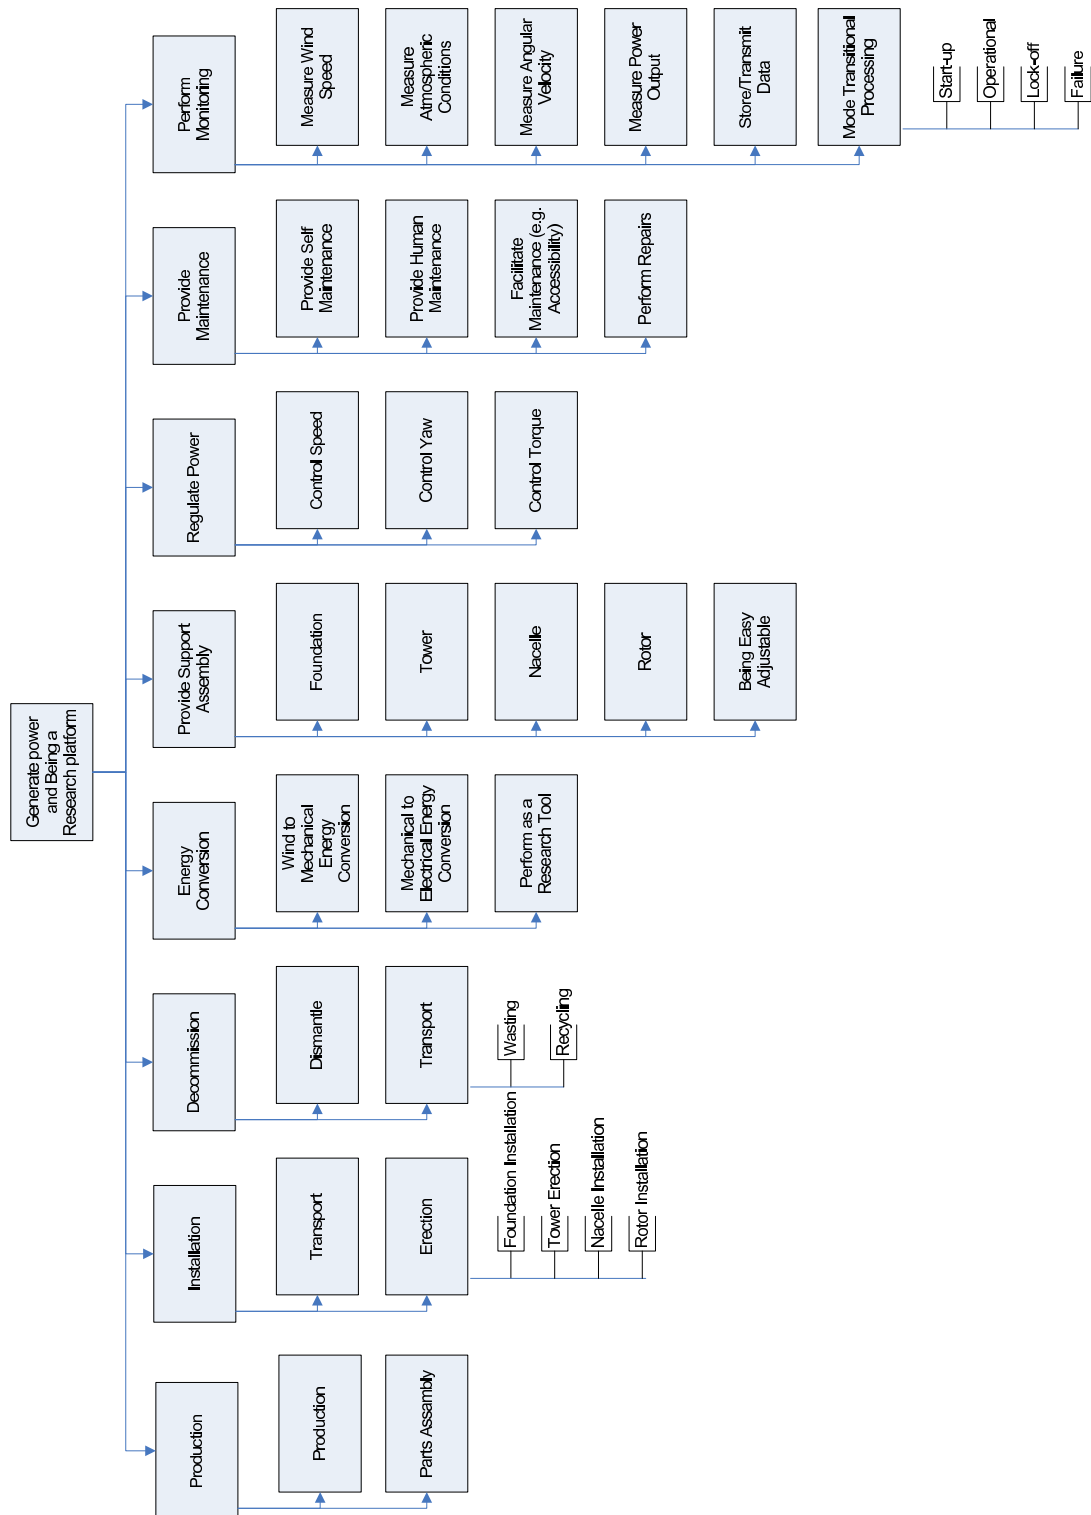 Generate power
and Being a
Research platform
Production
Production
Parts Assambly
Installation
Transport
Erection
Foundation Installation
Tower Erection
Nacelle Installation
Rotor Installation
Decommission
Dismantle
Transport
Wasting
Recycling
Energy
Conversion
Wind to
Mechanical
Energy
Conversion
Mechanical to
Electrical Energy
Conversion
Perform as a
Research Tool
Provide Support
Assembly
Foundation
Tower
Nacelle
Rotor
Being Easy
Adjustable
Regulate Power
Control Speed
Control Yaw
Control Torque
Provide
Maintenance
Provide Self
Maintenance
Provide Human
Maintenance
Facilitate
Maintenance (e.g.
Accessibility)
Perform Repairs
Perform
Monitoring
Measure Wind
Speed
Measure
Atmospheric
Conditions
Measure Angular
Velocity
Measure Power
Output
Store/Transmit
Data
Mode Transitional
Processing
Start-up
Operational
Lock-off
Failure